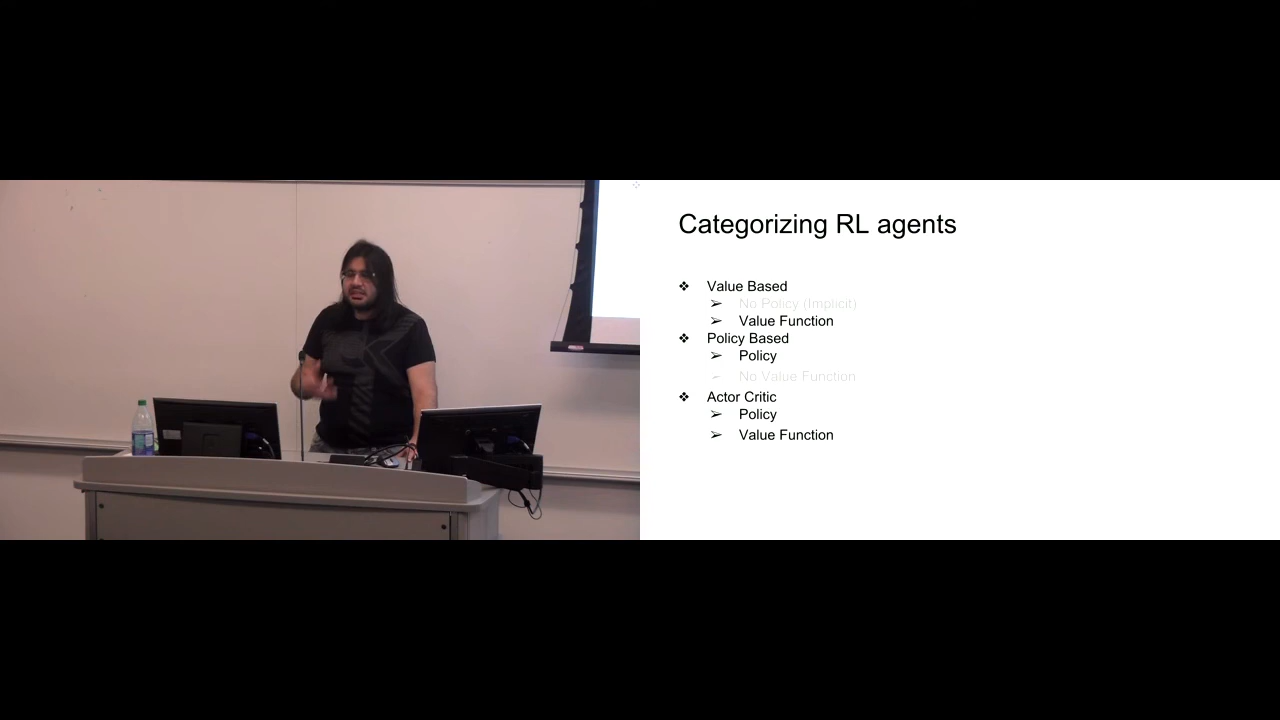 Categorizing RL agents
❖ Value Based
➢ No Policy (Implicit)
➢ Value Function
❖ Policy Based
➢ Policy
➢ No Value Function
❖ Actor Critic
➢ Policy
➢ Value Function